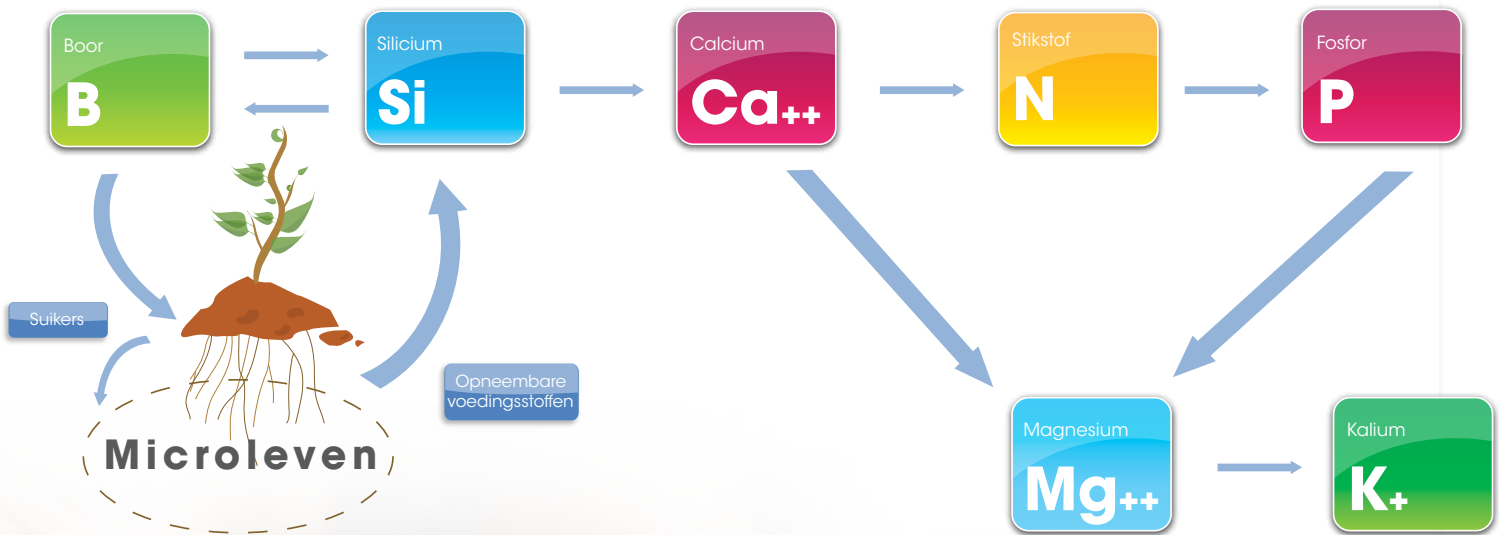 Boor
B
Silicium
Si
Calcium
Ca++
Stikstof
N
Fosfor
P
Suikers
Opneembare
voedingsstoffen
Microleven
Magnesium
Mg++
Kalium
K+